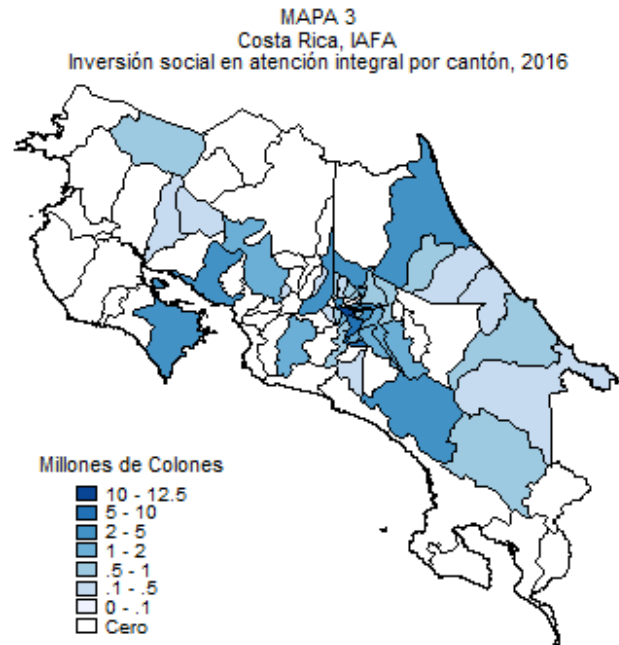 MAPA 3
Costa Rica, IAFA
Inversión social en atención integral por cantón, 2016
Millones de Colones
10 - 12.5
5 - 10
2 - 5
1 - 2
.5 - 1
.1 - .5
0 - .1
Cero